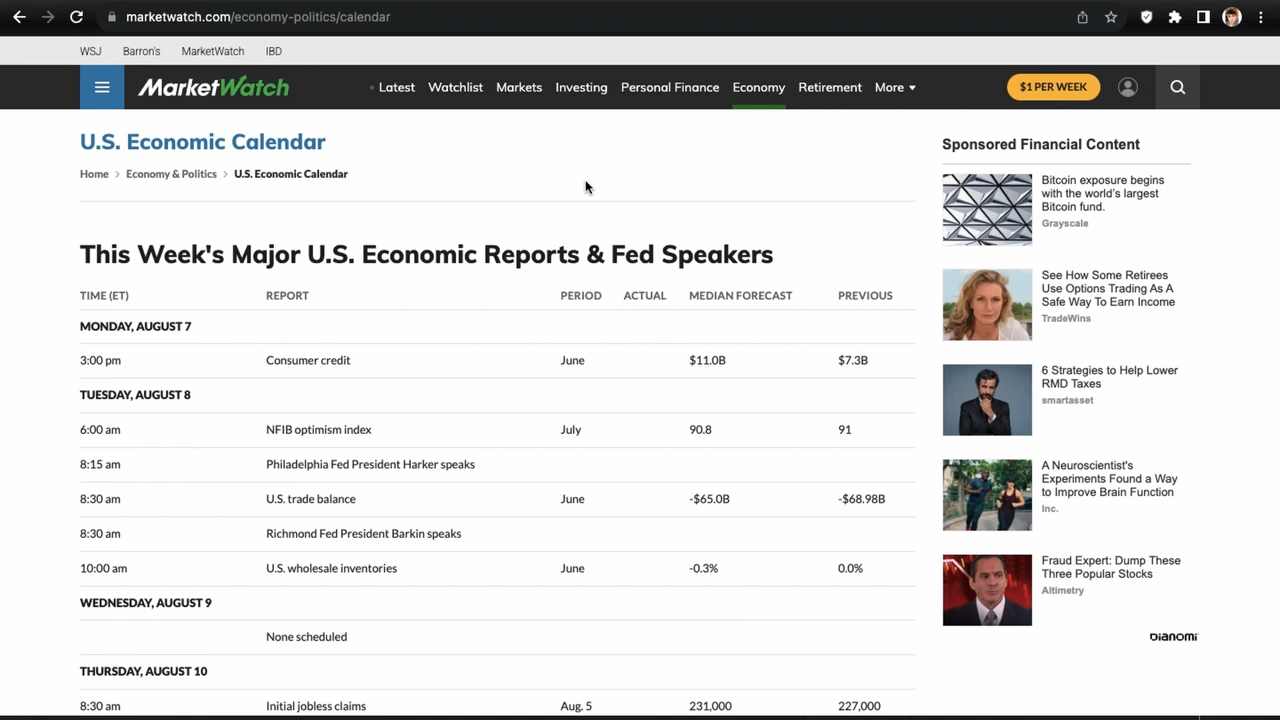 marketwatch.com/economy-politics/calendar
WSJ Barron's MarketWatch IBD
MarketWatch Latest Watchlist Markets Investing Personal Finance Economy Retirement More $1 PER WEEK
U.S. Economic Calendar
Home > Economy & Politics > U.S. Economic Calendar
This Week's Major U.S. Economic Reports & Fed Speakers
TIME (ET) REPORT PERIOD ACTUAL MEDIAN FORECAST PREVIOUS
MONDAY, AUGUST 7
3:00 pm Consumer credit June $11.0B $7.3B
TUESDAY, AUGUST 8
6:00 am NFIB optimism index July 90.8 91
8:15 am Philadelphia Fed President Harker speaks
8:30 am U.S. trade balance June -$65.0B -$68.98B
8:30 am Richmond Fed President Barkin speaks
10:00 am U.S. wholesale inventories June -0.3% 0.0%
WEDNESDAY, AUGUST 9
None scheduled
THURSDAY, AUGUST 10
8:30 am Initial jobless claims Aug. 5 231,000 227,000
Sponsored Financial Content
Bitcoin exposure begins
with the world's largest
Bitcoin fund.
Grayscale
See How Some Retirees
Use Options Trading As A
Safe Way To Earn Income
TradeWins
6 Strategies to Help Lower
RMD Taxes
smartasset
A Neuroscientist's
Experiments Found a Way
to Improve Brain Function
Inc.
Fraud Expert: Dump These
Three Popular Stocks
Altimetry
DIANOMI